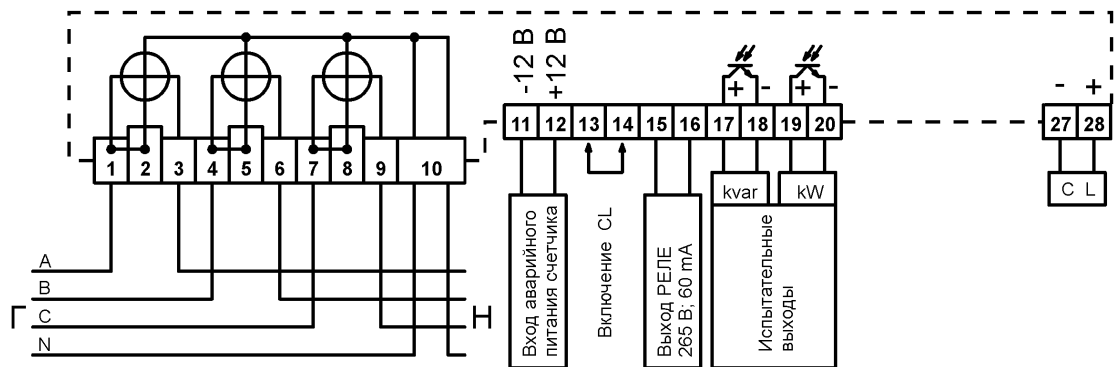 -12 В
+12 В
+ -
+ -
- +
1 2 3 4 5 6 7 8 9 10
11 12 13 14 15 16 17 18 19 20
27 28
kvar
kW
C L
Вход аварийного
питания счетчика
Включение CL
Выход РЕЛЕ
265 В; 60 mA
Испытательные
выходы
A
B
Г
C
Н
N